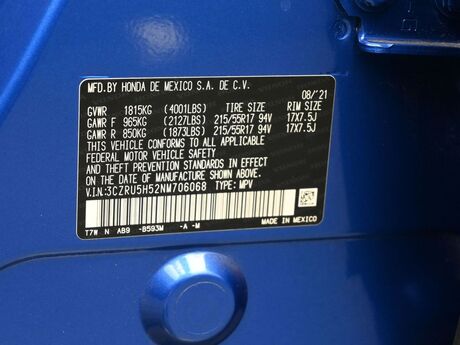 MFD.BY HONDA DE MEXICO S.A. DE C.V.
08/'21
GVWR 1815KG (4001LBS) TIRE SIZE RIM SIZE
GAWR F 965KG (2127LBS) 215/55R17 94V 17X7.5J
GAWR R 850KG (1873LBS) 215/55R17 94V 17X7.5J
THIS VEHICLE CONFORMS TO ALL APPLICABLE
FEDERAL MOTOR VEHICLE SAFETY
AND THEFT PREVENTION STANDARDS IN EFFECT
ON THE DATE OF MANUFACTURE SHOWN ABOVE.
V.I.N:3CZRU5H52NM706068 TYPE: MPV
T7W N AB9 -B593M -A -M MADE IN MEXICO